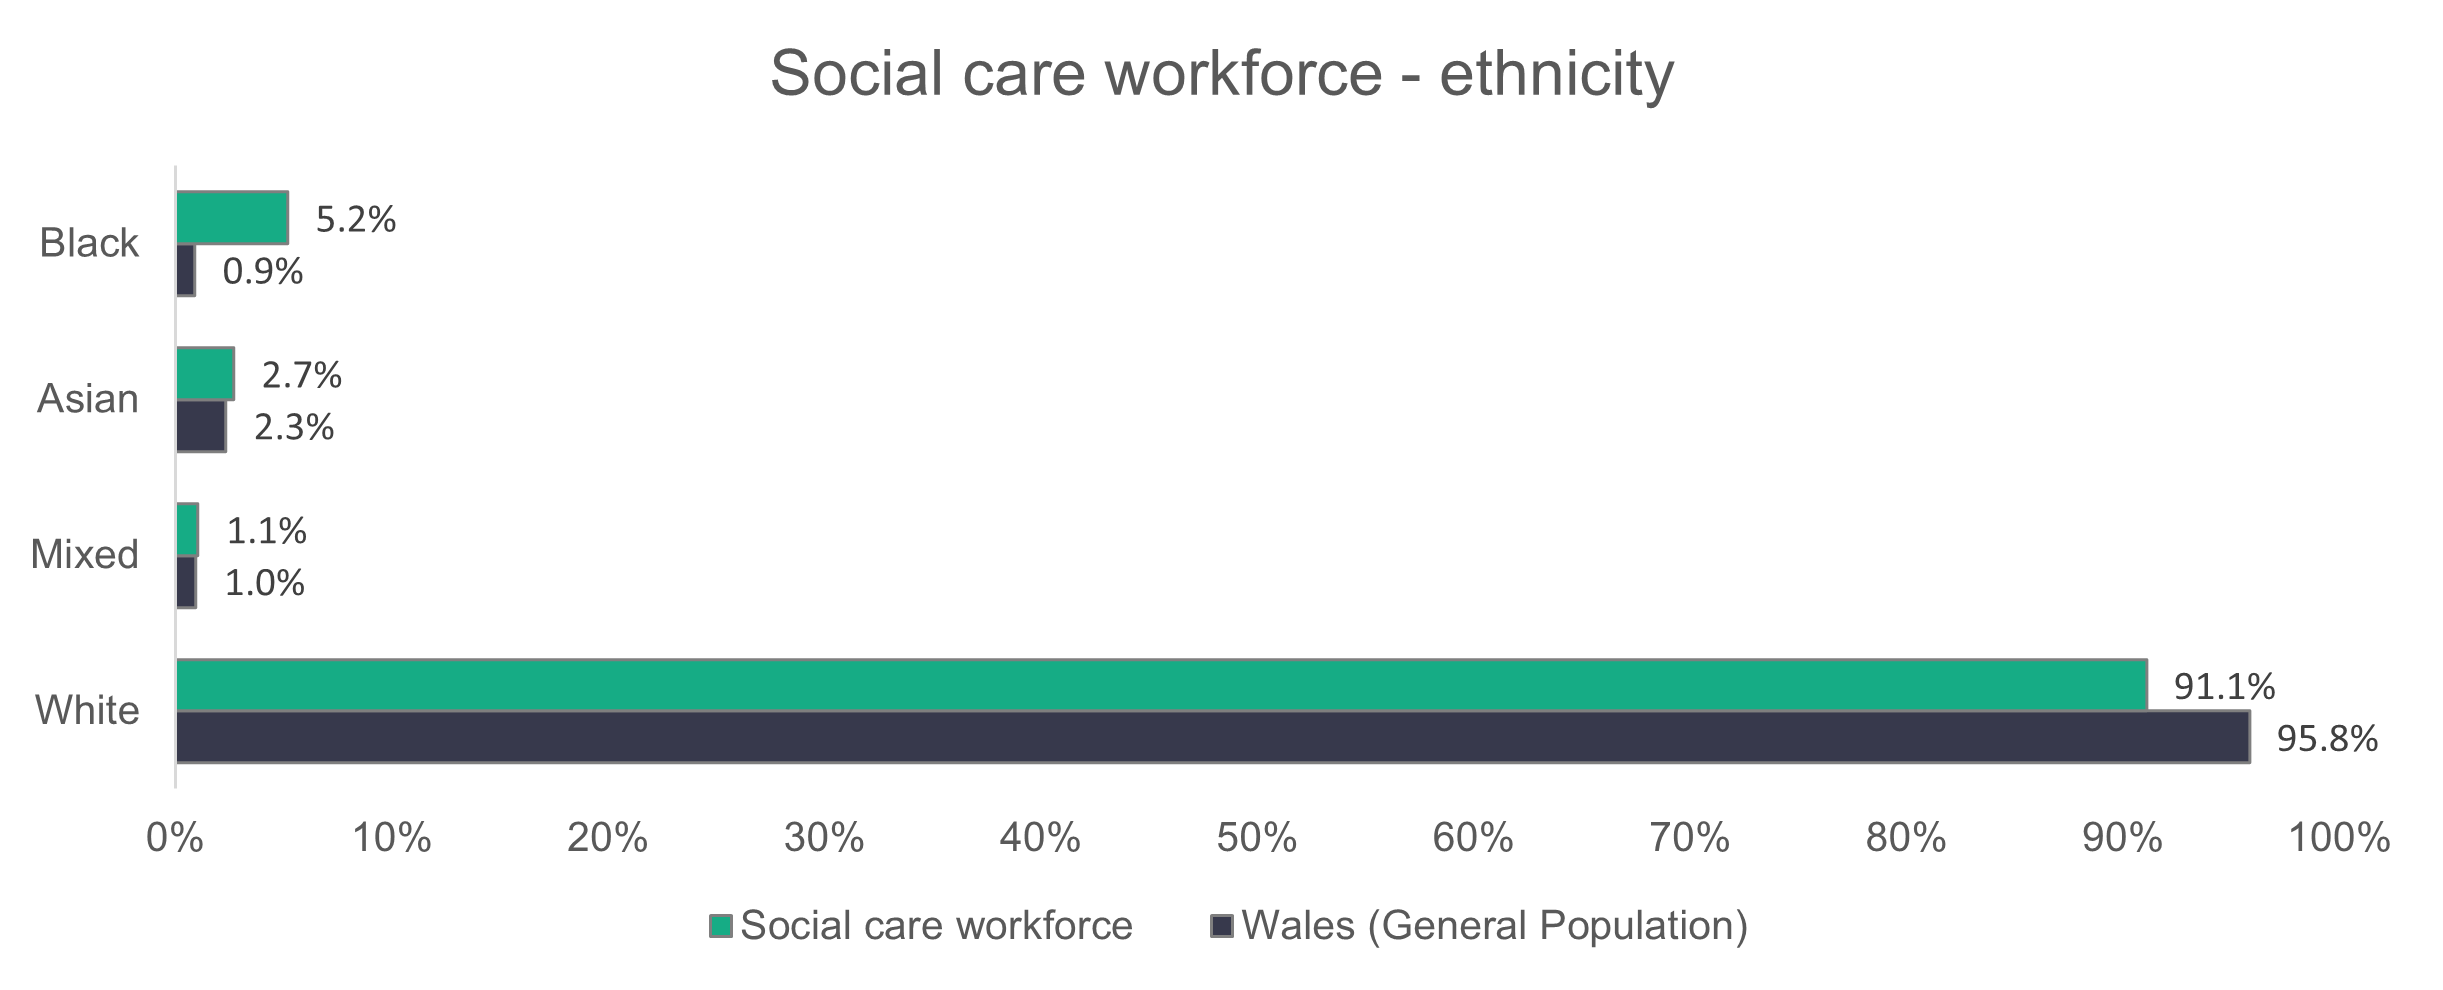 Social care workforce - ethnicity
Black
5.2%
0.9%
Asian
2.7%
2.3%
Mixed
1.1%
1.0%
White
91.1%
95.8%
0% 10% 20% 30% 40% 50% 60% 70% 80% 90% 100%
Social care workforce Wales (General Population)